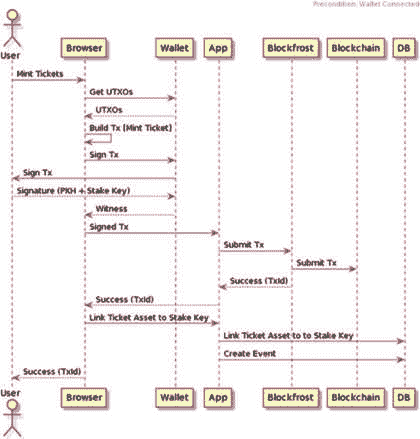 Precondition: Wallet Connected
User
Browser
Wallet
App
Blockfrost
Blockchain
DB
Mint Tickets
Get UTXOs
UTXOs
Build Tx (Mint Ticket)
Sign Tx
Sign Tx
Signature (PKH + Stake Key)
Witness
Signed Tx
Submit Tx
Submit Tx
Success (TxId)
Success (TxId)
Link Ticket Asset to Stake Key
Link Ticket Asset to to Stake Key
Create Event
Success (TxId)
User
Browser
Wallet
App
Blockfrost
Blockchain
DB